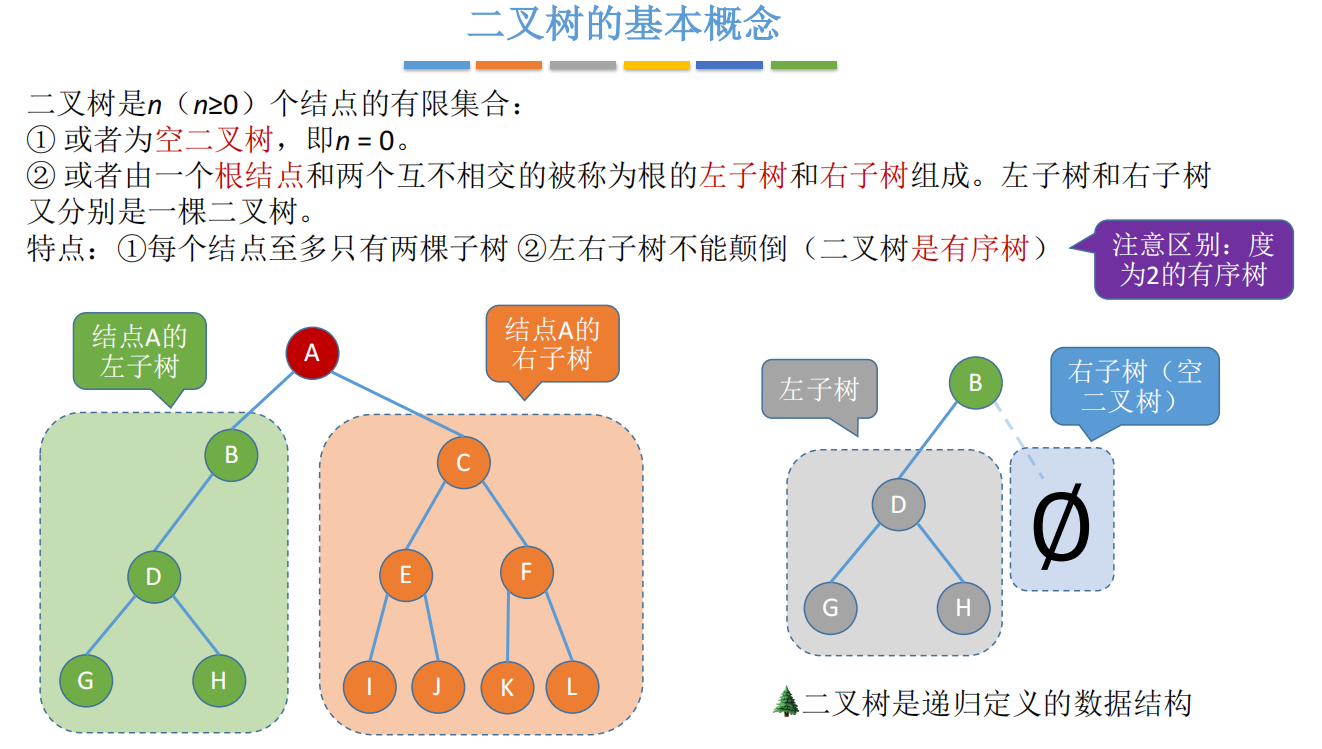 二叉树的基本概念
二叉树是n（n≥0）个结点的有限集合：
① 或者为空二叉树，即n = 0。
② 或者由一个根结点和两个互不相交的被称为根的左子树和右子树组成。左子树和右子树
又分别是一棵二叉树。
特点：①每个结点至多只有两棵子树 ②左右子树不能颠倒（二叉树是有序树）
注意区别：度
为2的有序树
结点A的
左子树
A
结点A的
右子树
B
C
D
E
F
G
H
I
J
K
L
左子树
B
右子树（空
二叉树）
D
∅
G
H
二叉树是递归定义的数据结构